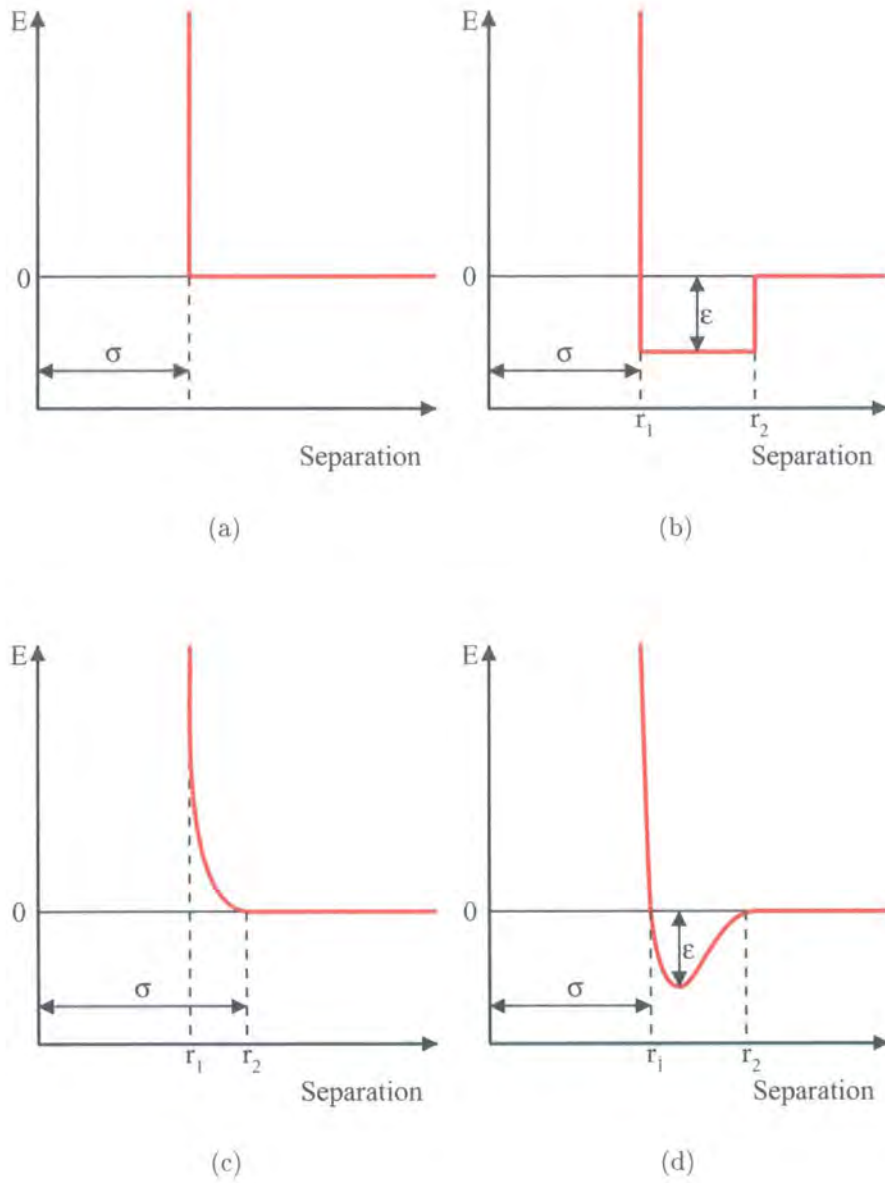 E
0
σ
Separation
(a)
E
0
ε
σ
r₁ r₂
Separation
(b)
E
0
σ
r₁ r₂
Separation
(c)
E
0
ε
σ
r₁ r₂
Separation
(d)